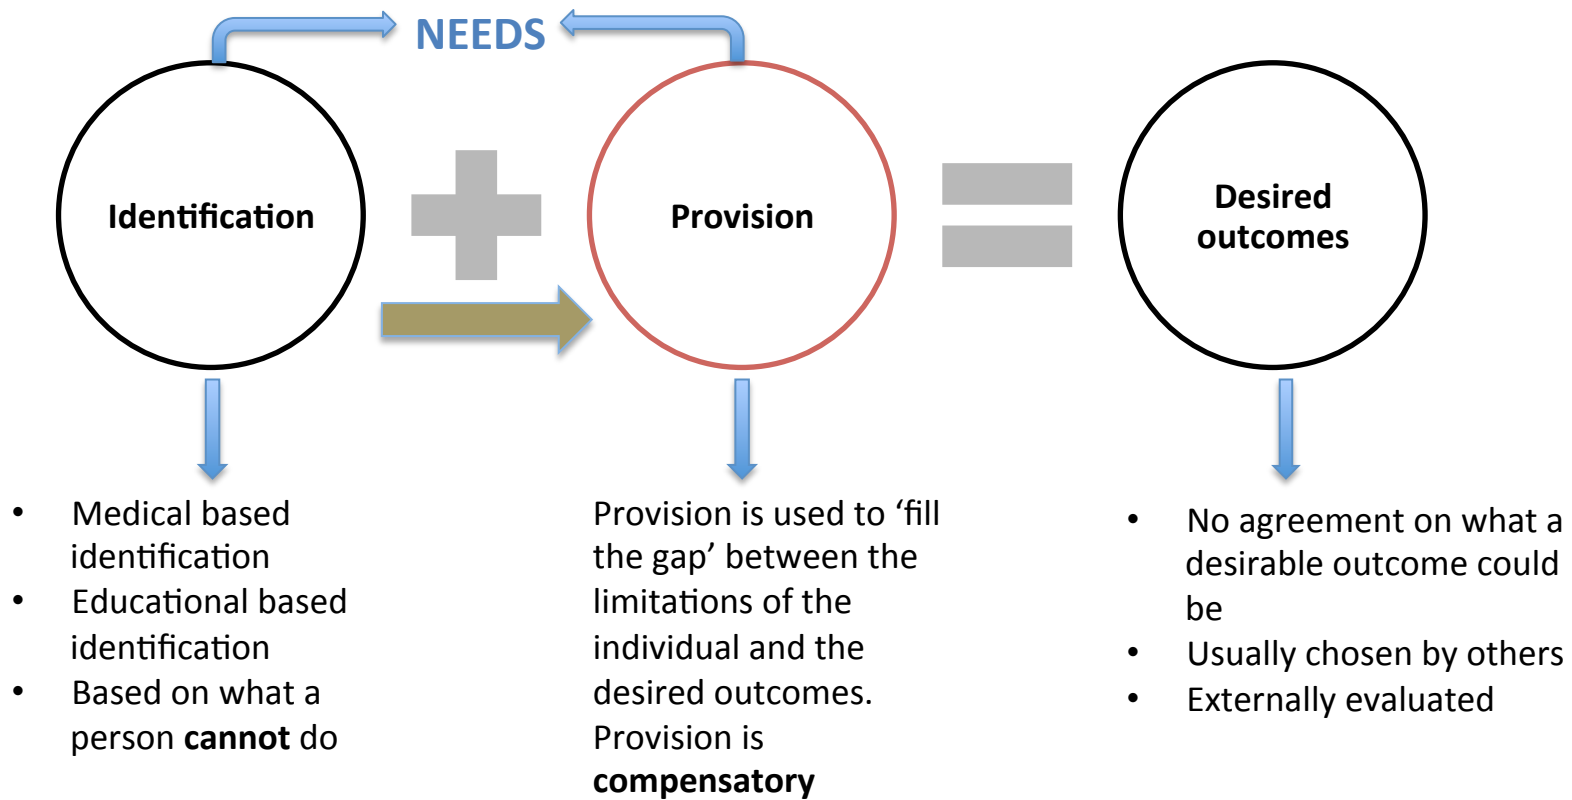 NEEDS
Identification
Provision
Desired
outcomes
• Medical based
identification
• Educational based
identification
• Based on what a
person cannot do
Provision is used to ‘fill
the gap’ between the
limitations of the
individual and the
desired outcomes.
Provision is
compensatory
• No agreement on what a
desirable outcome could
be
• Usually chosen by others
• Externally evaluated